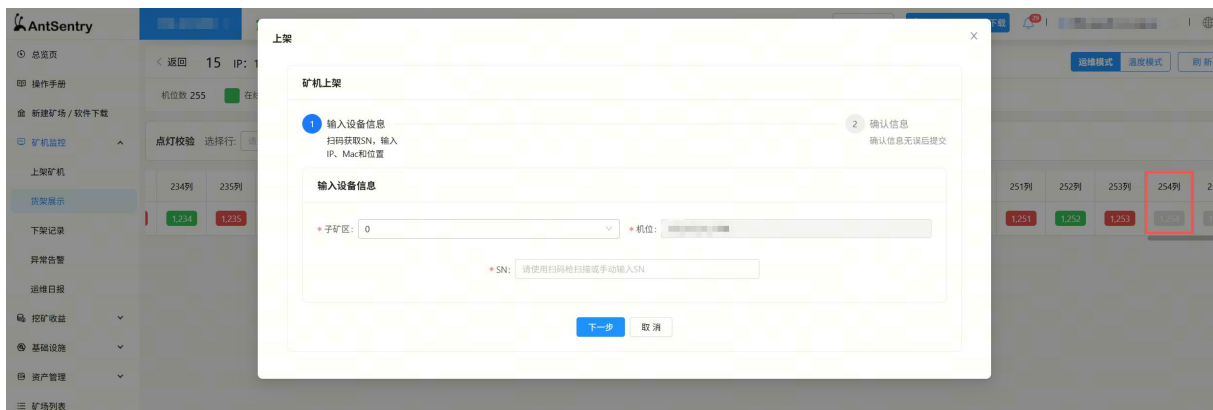 AntSentry
下载
29
总览页
操作手册
新建矿场 / 软件下载
矿机监控
上架矿机
货架展示
下架记录
异常告警
运维日报
挖矿收益
基础设施
资产管理
矿场列表
返回 15 IP: 1
运维模式 温度模式 刷 新
机位数 255 在线
点灯校验 选择行: 请
234列 235列 251列 252列 253列 254列 2
1,234 1,235 1,251 1,252 1,253 1,254
上架
矿机上架
1 输入设备信息
扫码获取SN，输入
IP、Mac和位置
2 确认信息
确认信息无误后提交
输入设备信息
* 子矿区: 0 * 机位:
* SN: 请使用扫码枪扫描或手动输入SN
下一步 取 消